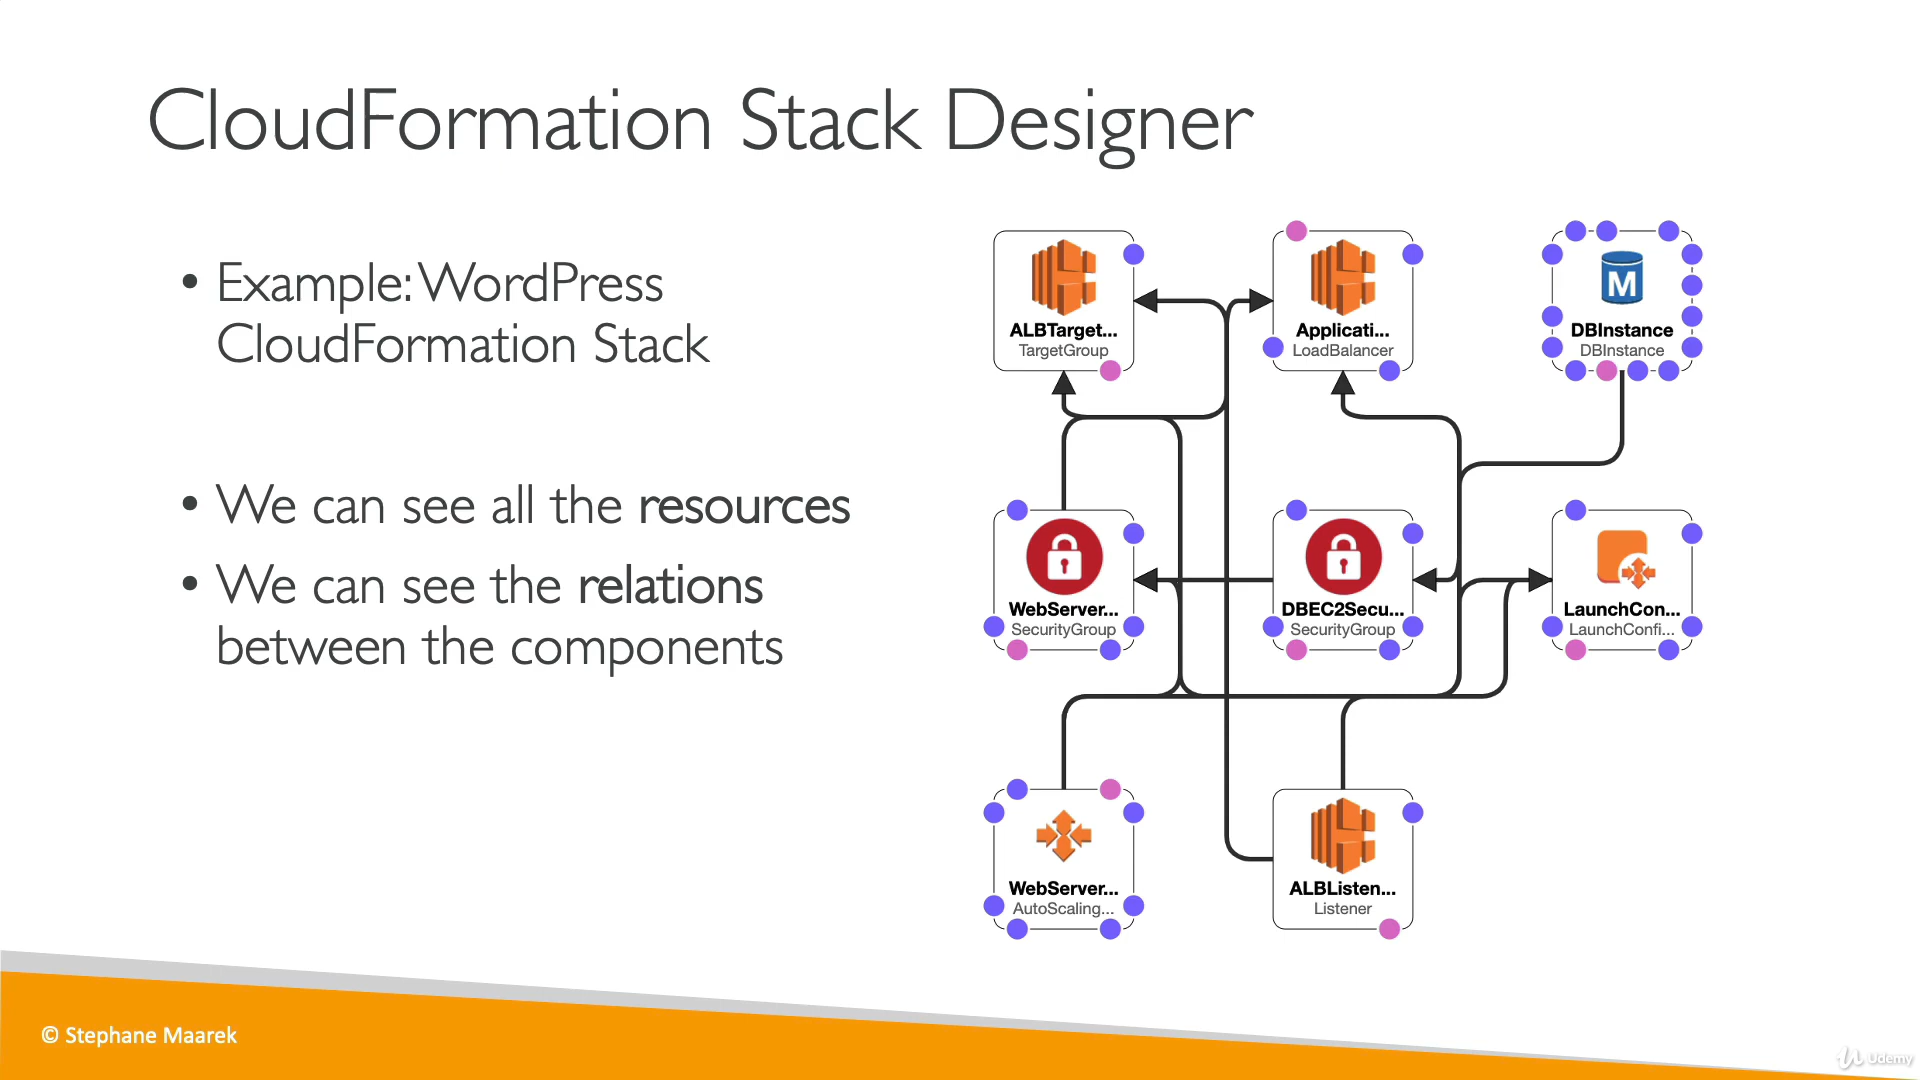 CloudFormation Stack Designer
• Example: WordPress
CloudFormation Stack
• We can see all the resources
• We can see the relations
between the components
ALBTarget...
TargetGroup
Applicati...
LoadBalancer
M
DBInstance
DBInstance
WebServer...
SecurityGroup
DBEC2Secu...
SecurityGroup
LaunchCon...
LaunchConfi...
WebServer...
AutoScaling...
ALBListen...
Listener
© Stephane Maarek
Udemy